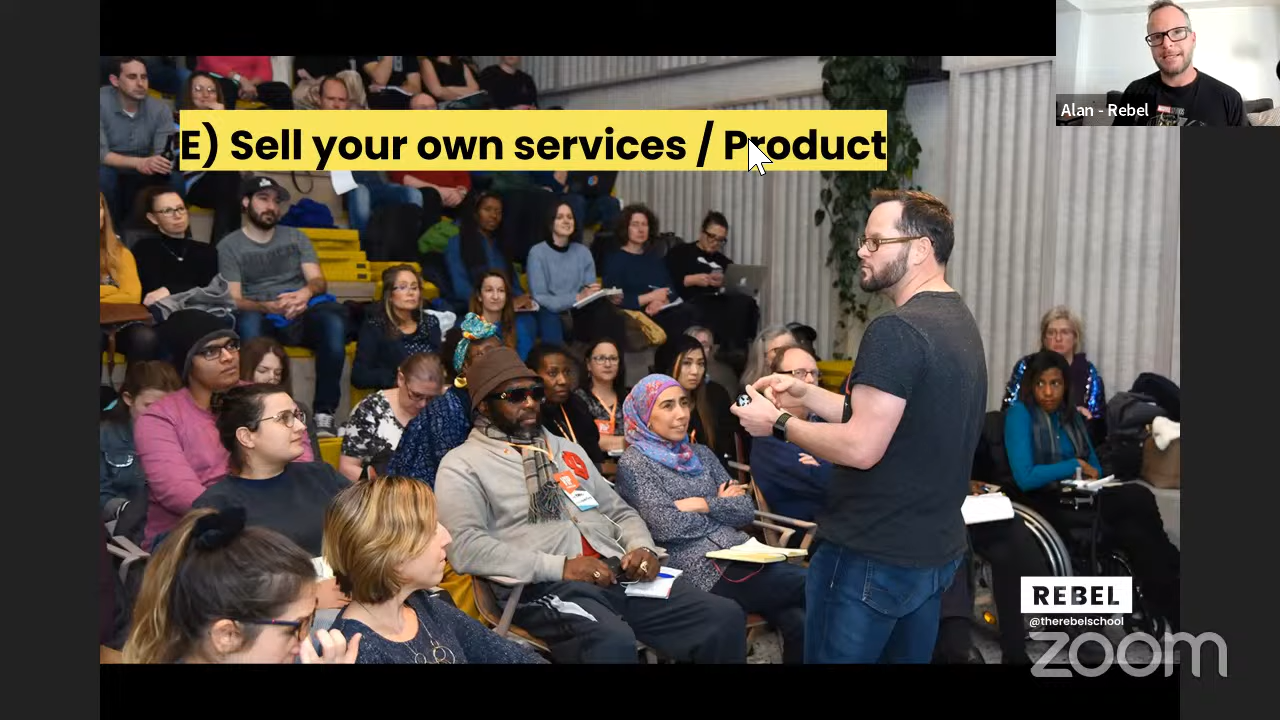 E) Sell your own services / Product
Alan - Rebel
REBEL
@therebelschool
zoom